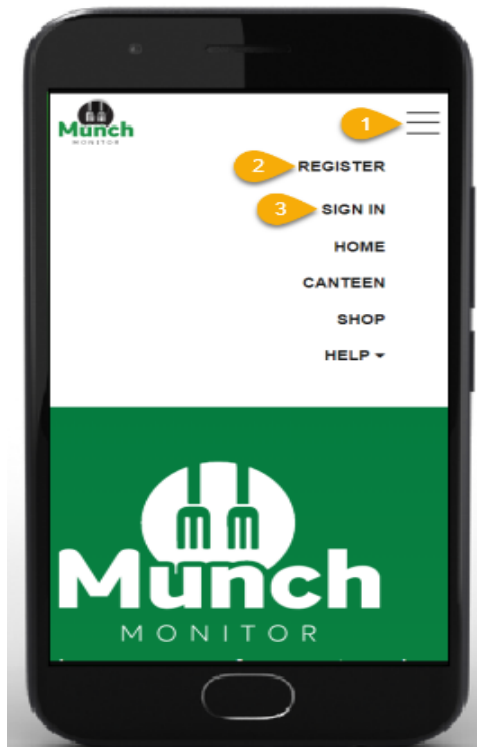 Munch
MONITOR
1
2 REGISTER
3 SIGN IN
HOME
CANTEEN
SHOP
HELP
Munch
MONITOR